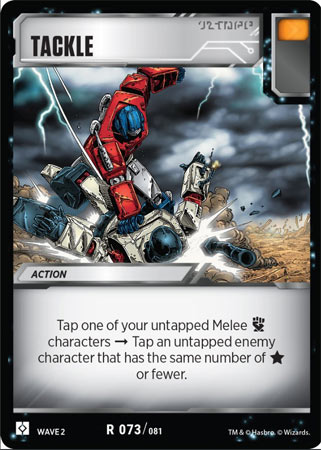 TACKLE
ACTION
Tap one of your untapped Melee
characters → Tap an untapped enemy
character that has the same number of ★
or fewer.
WAVE 2 R 073/081 TM & © Hasbro. © Wizards.